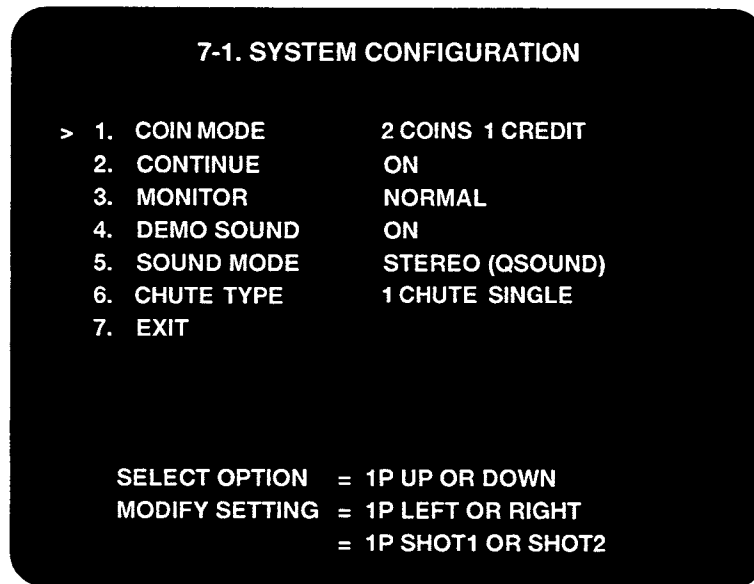 7-1. SYSTEM CONFIGURATION
> 1. COIN MODE 2 COINS 1 CREDIT
2. CONTINUE ON
3. MONITOR NORMAL
4. DEMO SOUND ON
5. SOUND MODE STEREO (QSOUND)
6. CHUTE TYPE 1 CHUTE SINGLE
7. EXIT
SELECT OPTION = 1P UP OR DOWN
MODIFY SETTING = 1P LEFT OR RIGHT
= 1P SHOT1 OR SHOT2